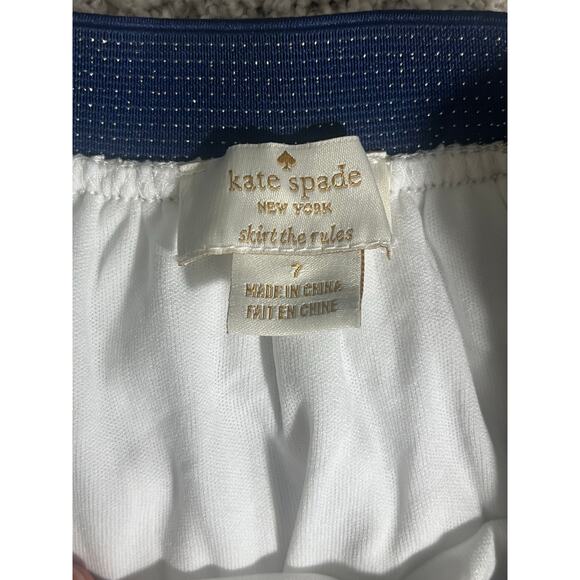 kate spade
NEW YORK
skirt the rules
7
MADE IN CHINA
FAIT EN CHINE